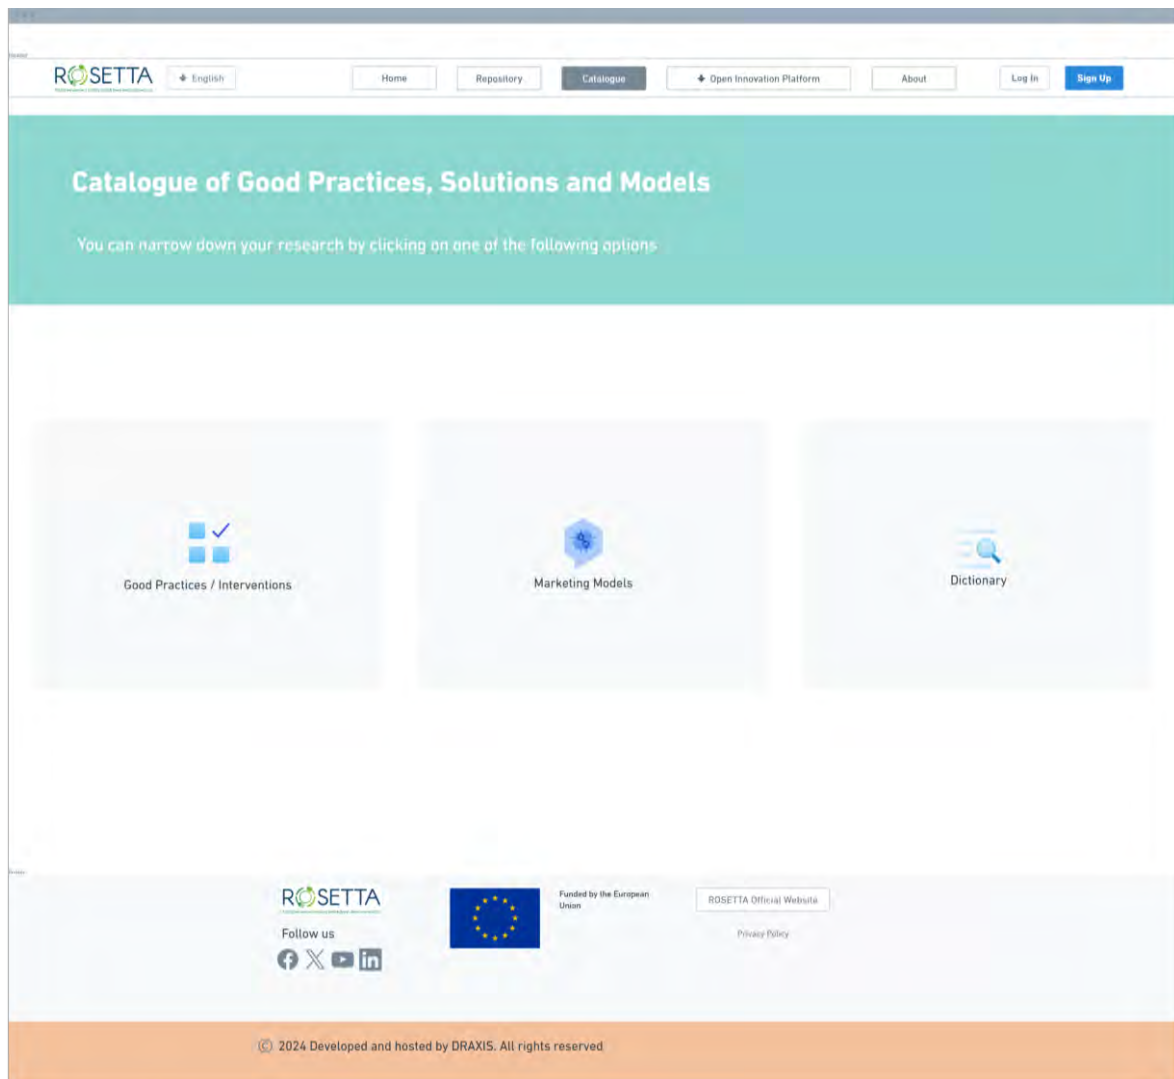 ROSETTA
English
Home
Repository
Catalogue
Open Innovation Platform
About
Log In
Sign Up
Catalogue of Good Practices, Solutions and Models
You can narrow down your research by clicking on one of the following options
Good Practices / Interventions
Marketing Models
Dictionary
ROSETTA
Follow us
Funded by the European
Union
ROSETTA Official Website
Privacy Policy
© 2024 Developed and hosted by DRAXIS. All rights reserved